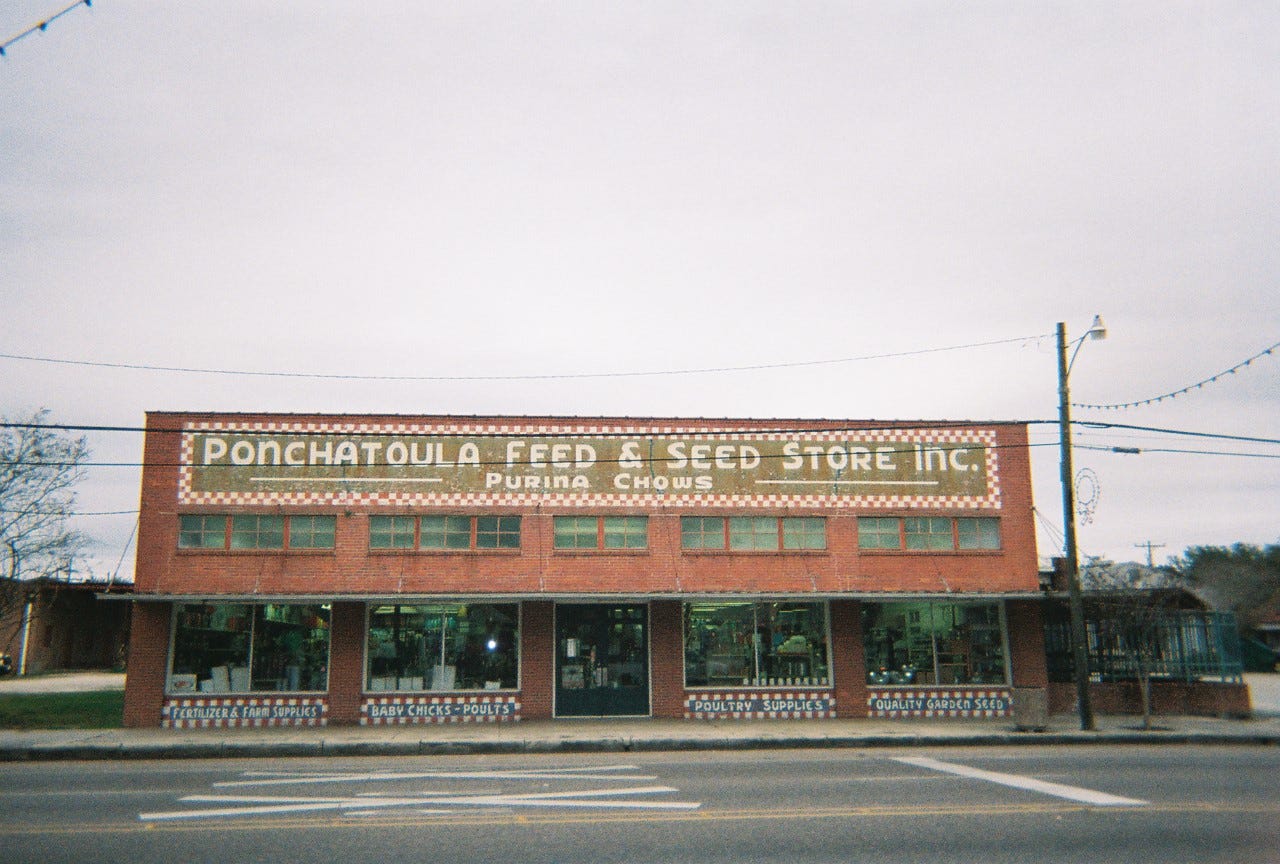 PONCHATOULA FEED & SEED STORE INC.
PURINA CHOWS
FERTILIZER & FARM SUPPLIES
BABY CHICKS - POULTS
POULTRY SUPPLIES
QUALITY GARDEN SEED